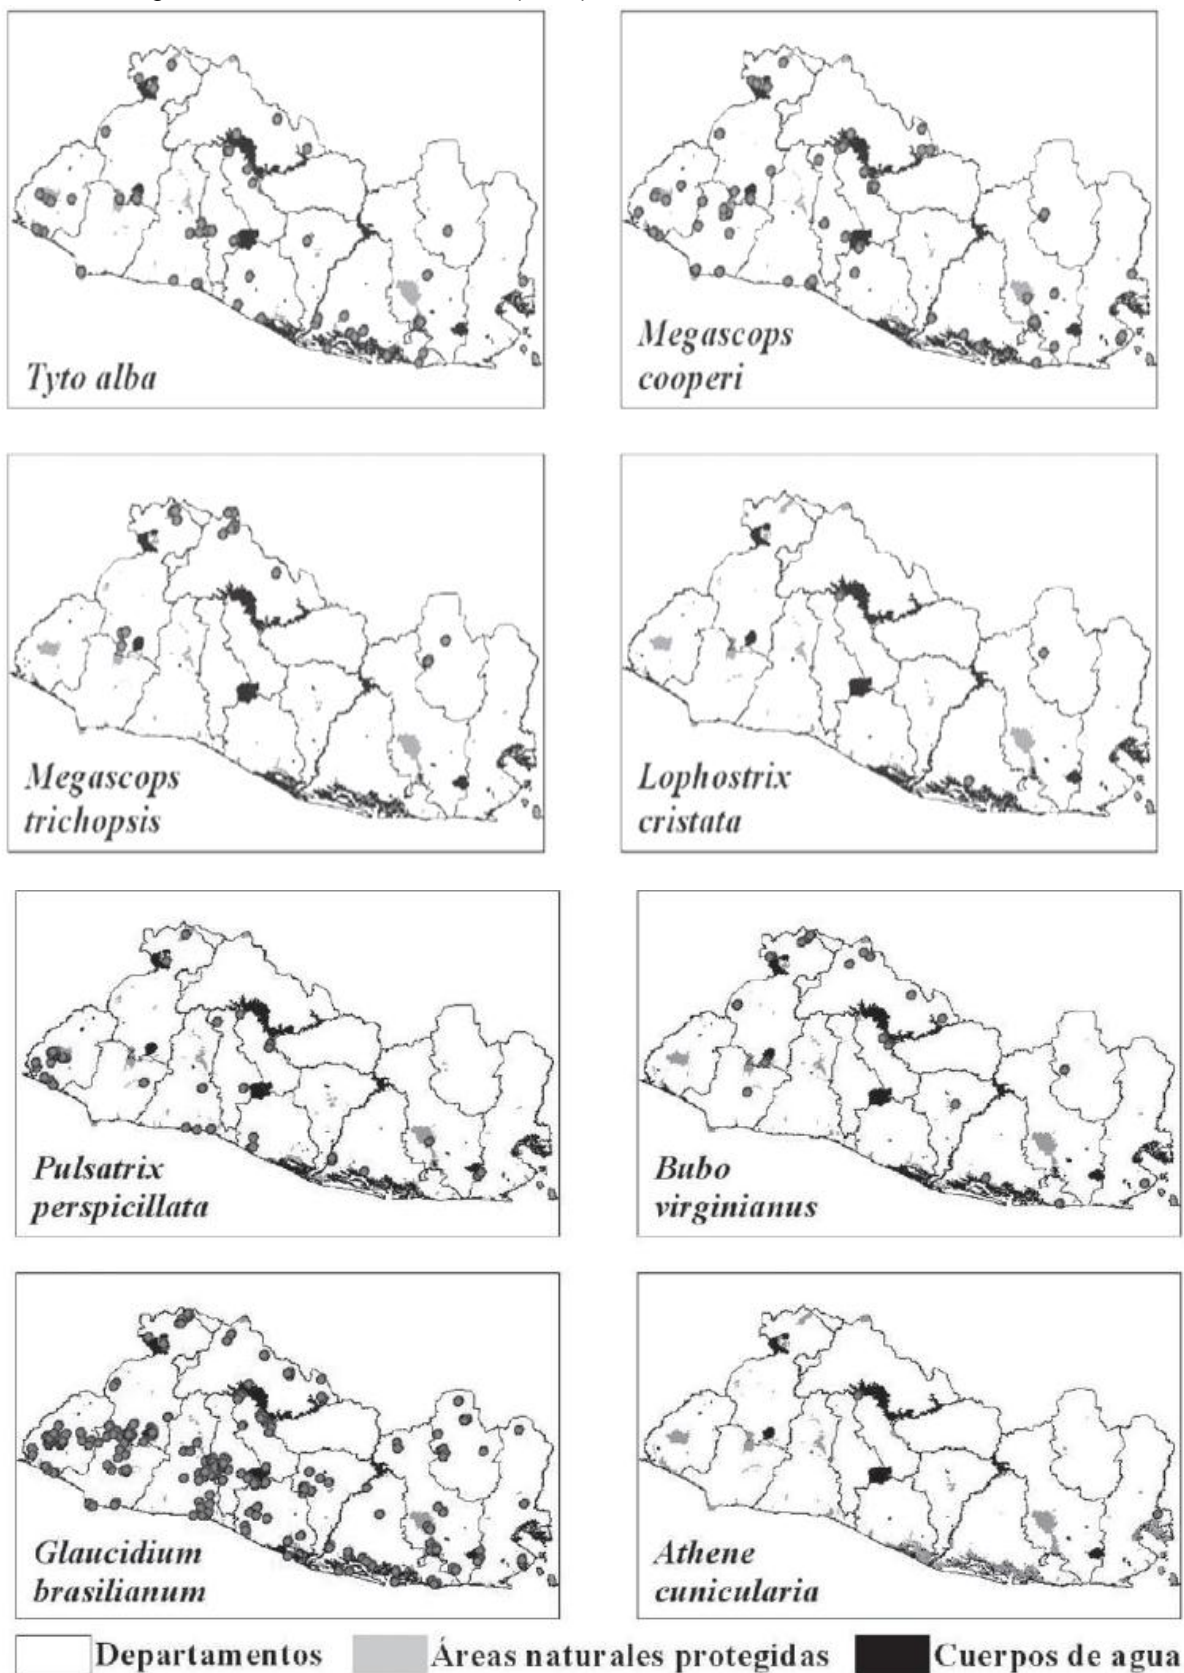 Tyto alba
Megascops
cooperi
Megascops
trichopsis
Lophostrix
cristata
Pulsatrix
perspicillata
Bubo
virginianus
Glaucidium
brasilianum
Athene
cunicularia
Departamentos
Áreas naturales protegidas
Cuerpos de agua